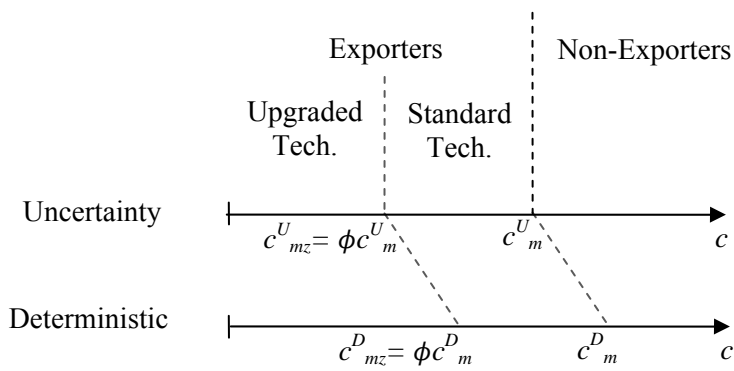 Exporters
Non-Exporters
Upgraded Tech.
Standard Tech.
Uncertainty
c^U_mz = ϕc^U_m
c^U_m
c
Deterministic
c^D_mz = ϕc^D_m
c^D_m
c